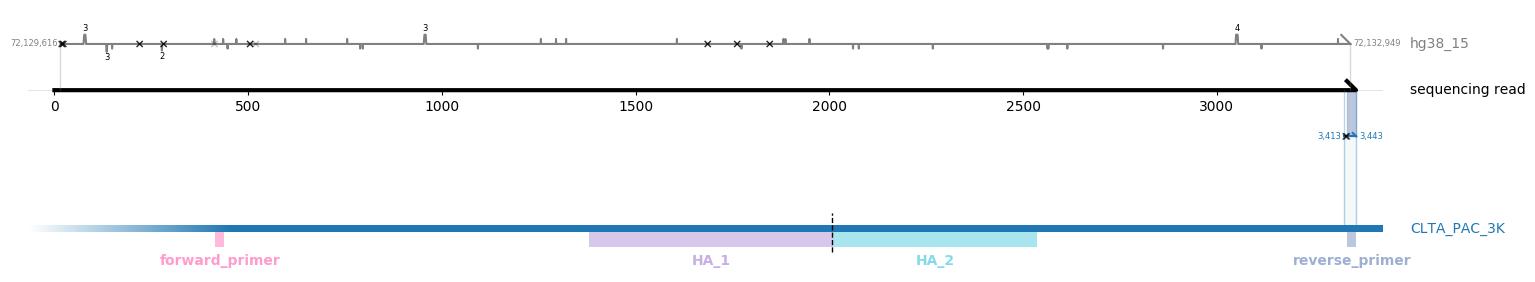 3 3 4
72,129,616 72,132,949 hg38_15
3 2
sequencing read
0 500 1000 1500 2000 2500 3000
3,413 3,443
CLTA_PAC_3K
forward_primer HA_1 HA_2 reverse_primer